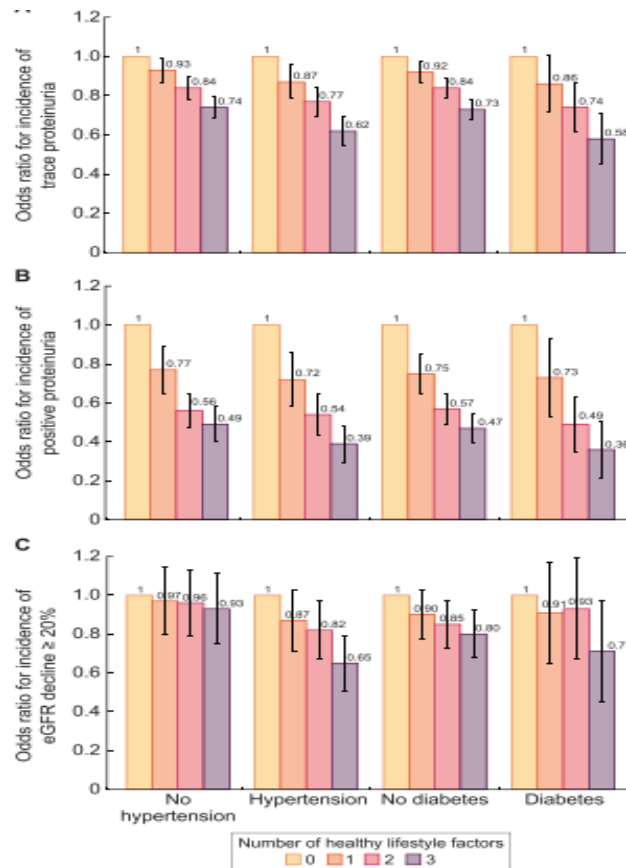 1.2
1.0
0.8
0.6
0.4
0.2
0
Odds ratio for incidence of
trace proteinuria
1 0.93 0.84 0.74
1 0.87 0.77 0.62
1 0.92 0.84 0.73
1 0.86 0.74 0.58
B
1.2
1.0
0.8
0.6
0.4
0.2
0
Odds ratio for incidence of
positive proteinuria
1 0.77 0.56 0.49
1 0.72 0.54 0.39
1 0.75 0.57 0.47
1 0.73 0.49 0.36
C
1.2
1.0
0.8
0.6
0.4
0.2
0
Odds ratio for incidence of
eGFR decline ≥ 20%
1 0.97 0.96 0.93
1 0.87 0.82 0.65
1 0.90 0.85 0.80
1 0.91 0.93
No
hypertension
Hypertension
No diabetes
Diabetes
Number of healthy lifestyle factors
0 1 2 3